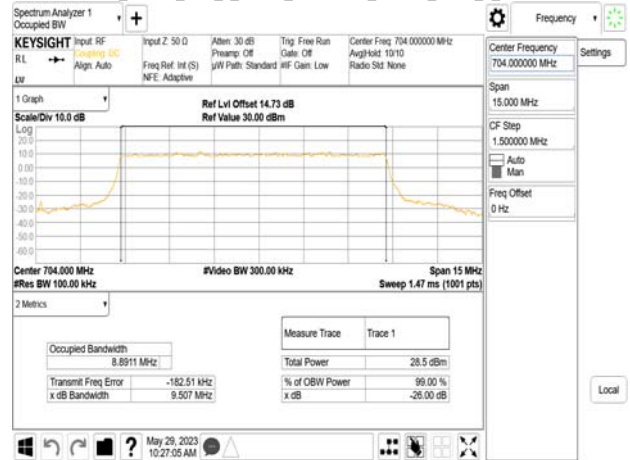 Spectrum Analyzer 1
Occupied BW
+
Frequency
KEYSIGHT
RL
Input: RF
Coupling: DC
Align: Auto
Input Z: 50 Ω
Freq Ref: Int (S)
NFE: Adaptive
Atten: 30 dB
Preamp: Off
µW Path: Standard
Trig: Free Run
Gate: Off
#IF Gain: Low
Center Freq: 704.000000 MHz
Avg|Hold: 10/10
Radio Std: None
Center Frequency
704.000000 MHz
Settings
Span
15.000 MHz
CF Step
1.500000 MHz
Auto
Man
Freq Offset
0 Hz
Local
1 Graph
Scale/Div 10.0 dB
Ref Lvl Offset 14.73 dB
Ref Value 30.00 dBm
Log
20.0
10.0
0.00
-10.0
-20.0
-30.0
-40.0
-50.0
-60.0
Center 704.000 MHz
#Video BW 300.00 kHz
Span 15 MHz
#Res BW 100.00 kHz
Sweep 1.47 ms (1001 pts)
2 Metrics
Measure Trace Trace 1
Occupied Bandwidth
8.8911 MHz
Total Power 28.5 dBm
Transmit Freq Error -182.51 kHz
% of OBW Power 99.00 %
x dB Bandwidth 9.507 MHz
x dB -26.00 dB
?
May 29, 2023
10:27:05 AM